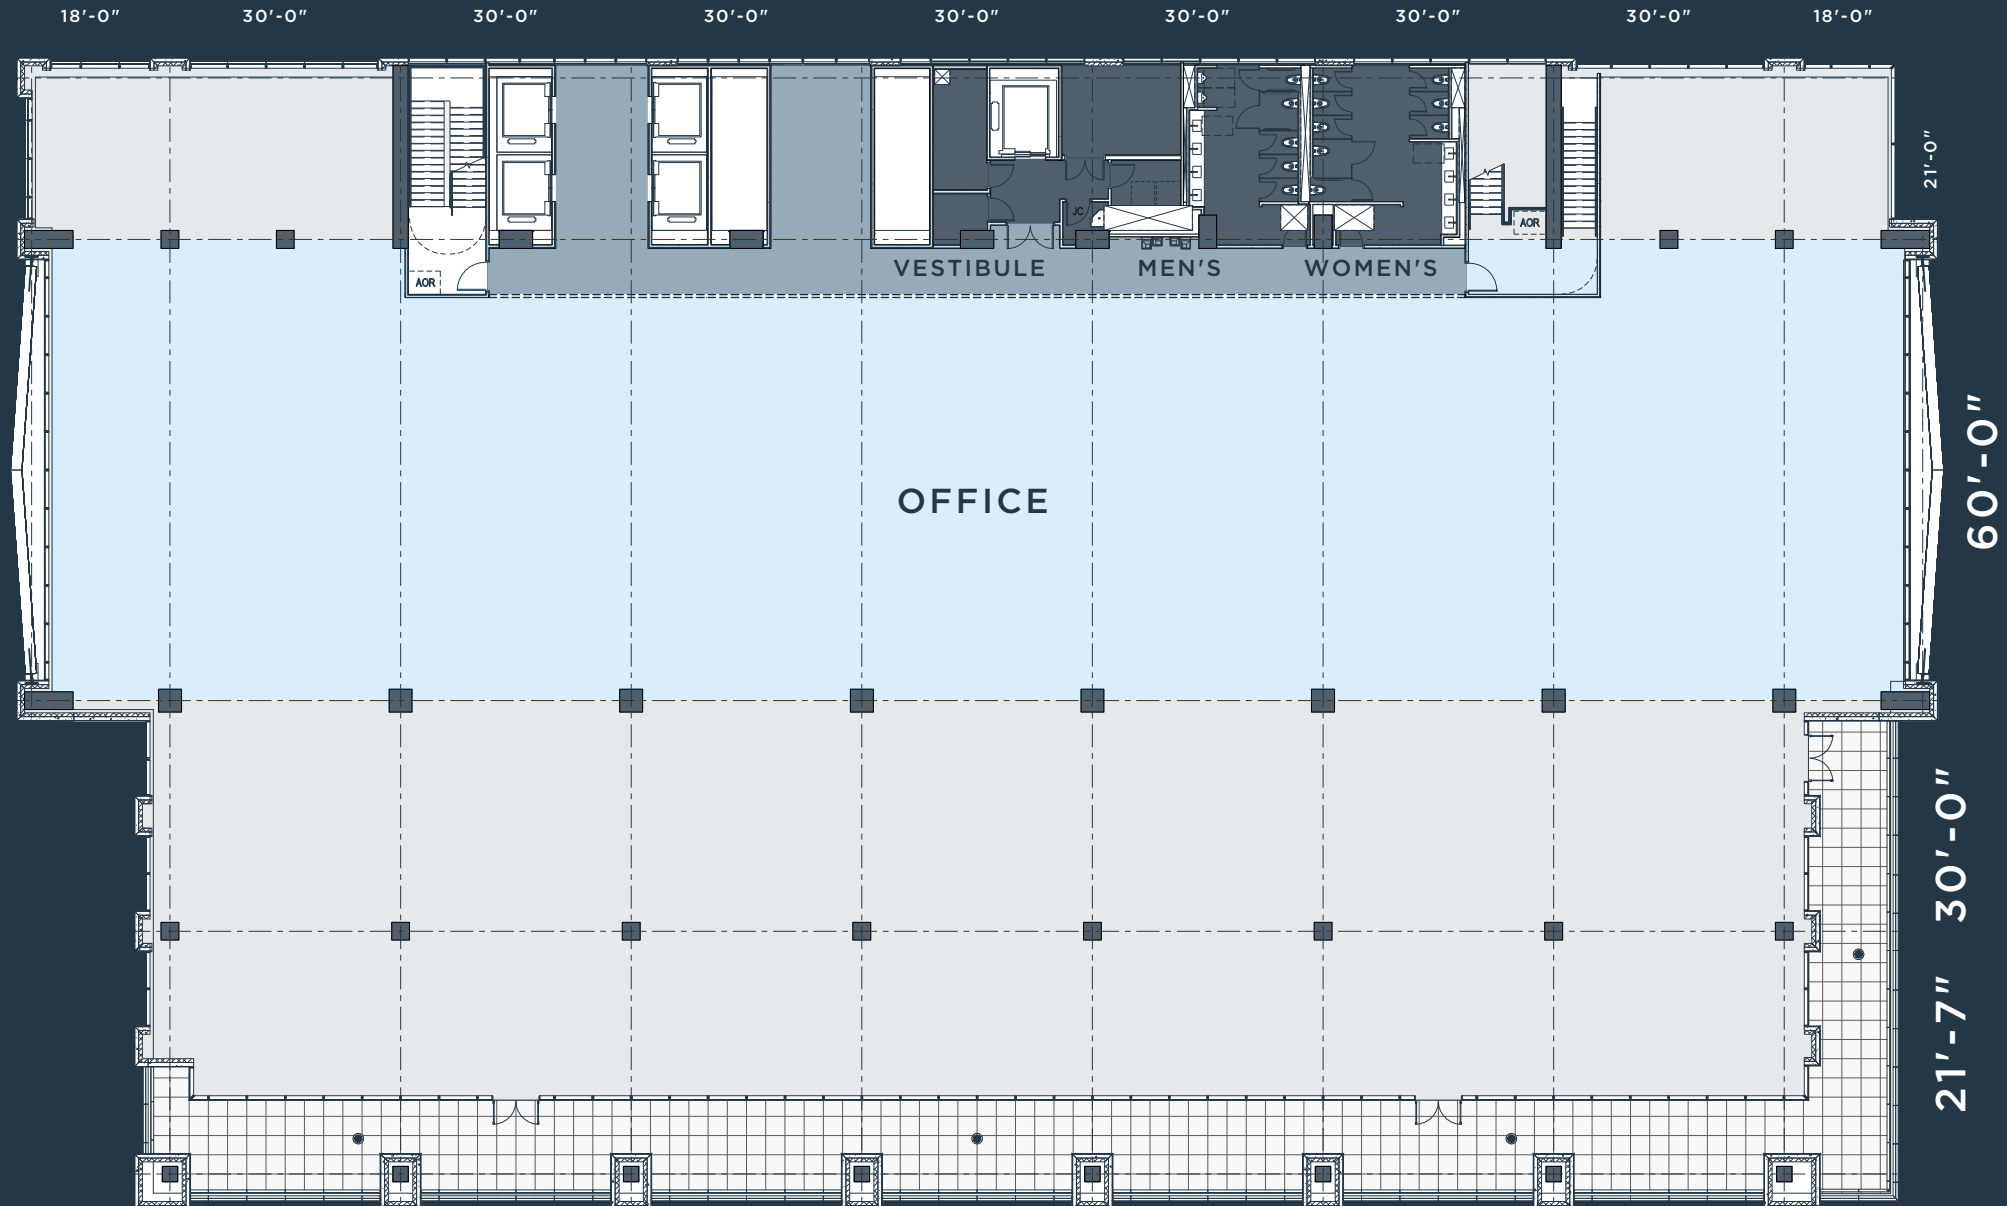 18'-0" 30'-0" 30'-0" 30'-0" 30'-0" 30'-0" 30'-0" 30'-0" 18'-0"
21'-0"
JC
AOR
VESTIBULE MEN'S WOMEN'S
AOR
60'-0"
OFFICE
30'-0"
21'-7"